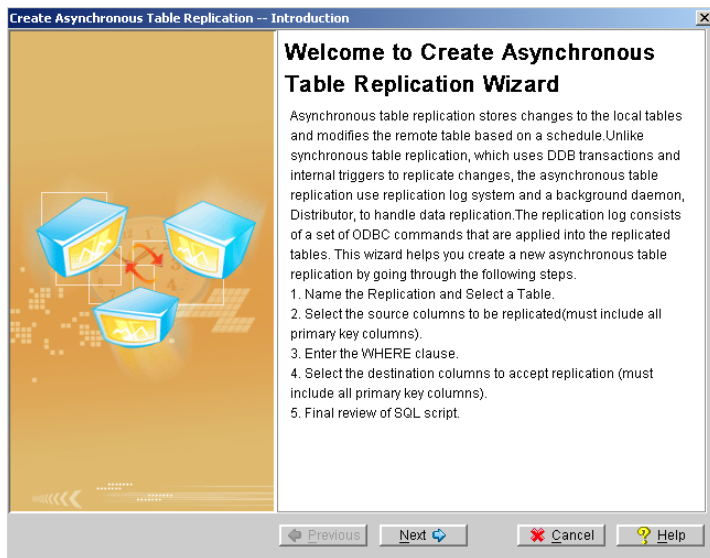 Create Asynchronous Table Replication -- Introduction
Welcome to Create Asynchronous
Table Replication Wizard
Asynchronous table replication stores changes to the local tables
and modifies the remote table based on a schedule.Unlike
synchronous table replication, which uses DDB transactions and
internal triggers to replicate changes, the asynchronous table
replication use replication log system and a background daemon,
Distributor, to handle data replication.The replication log consists
of a set of ODBC commands that are applied into the replicated
tables. This wizard helps you create a new asynchronous table
replication by going through the following steps.
1. Name the Replication and Select a Table.
2. Select the source columns to be replicated(must include all
primary key columns).
3. Enter the WHERE clause.
4. Select the destination columns to accept replication (must
include all primary key columns).
5. Final review of SQL script.
Previous Next Cancel Help